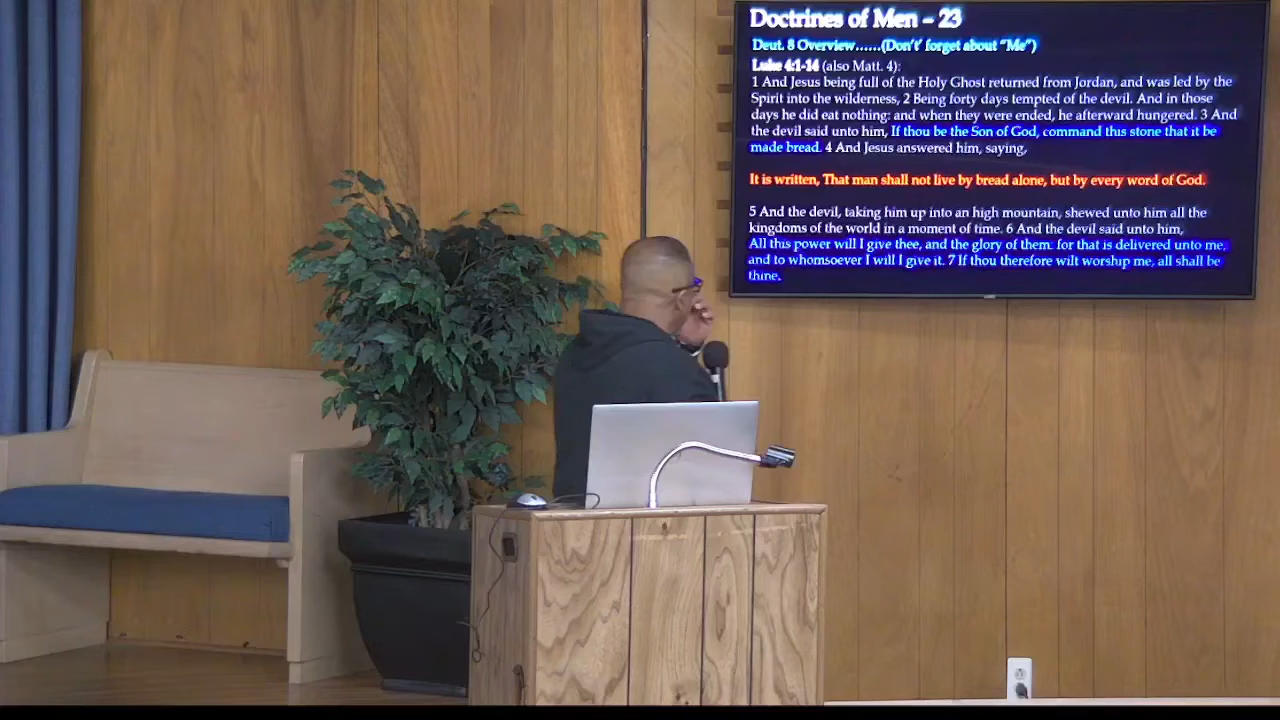 Doctrines of Men – 23
Deut. 8 Overview……(Don't' forget about "Me")
Luke 4:1-14 (also Matt. 4):
1 And Jesus being full of the Holy Ghost returned from Jordan, and was led by the
Spirit into the wilderness, 2 Being forty days tempted of the devil. And in those
days he did eat nothing: and when they were ended, he afterward hungered. 3 And
the devil said unto him, If thou be the Son of God, command this stone that it be
made bread. 4 And Jesus answered him, saying,
It is written, That man shall not live by bread alone, but by every word of God.
5 And the devil, taking him up into an high mountain, shewed unto him all the
kingdoms of the world in a moment of time. 6 And the devil said unto him,
All this power will I give thee, and the glory of them: for that is delivered unto me,
and to whomsoever I will I give it. 7 If thou therefore wilt worship me, all shall be
thine.